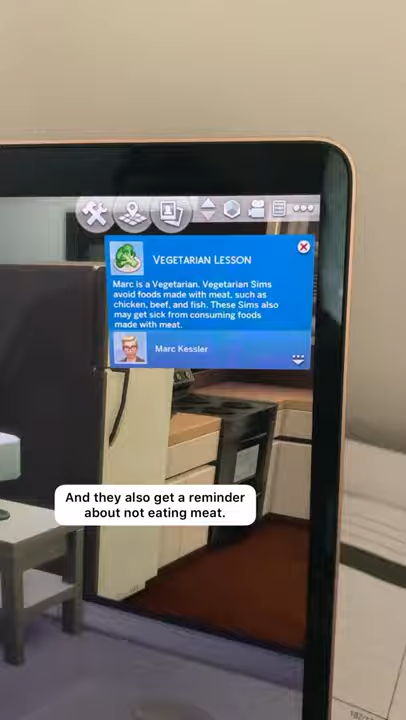 VEGETARIAN LESSON
Marc is a Vegetarian. Vegetarian Sims
avoid foods made with meat, such as
chicken, beef, and fish. These Sims also
may get sick from consuming foods
made with meat.
Marc Kessler
And they also get a reminder
about not eating meat.